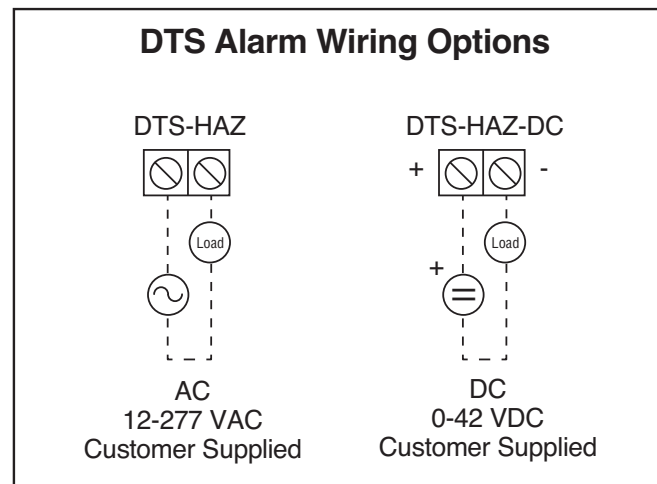 DTS Alarm Wiring Options
DTS-HAZ
Load
AC
12-277 VAC
Customer Supplied
DTS-HAZ-DC
+ -
Load
+
DC
0-42 VDC
Customer Supplied